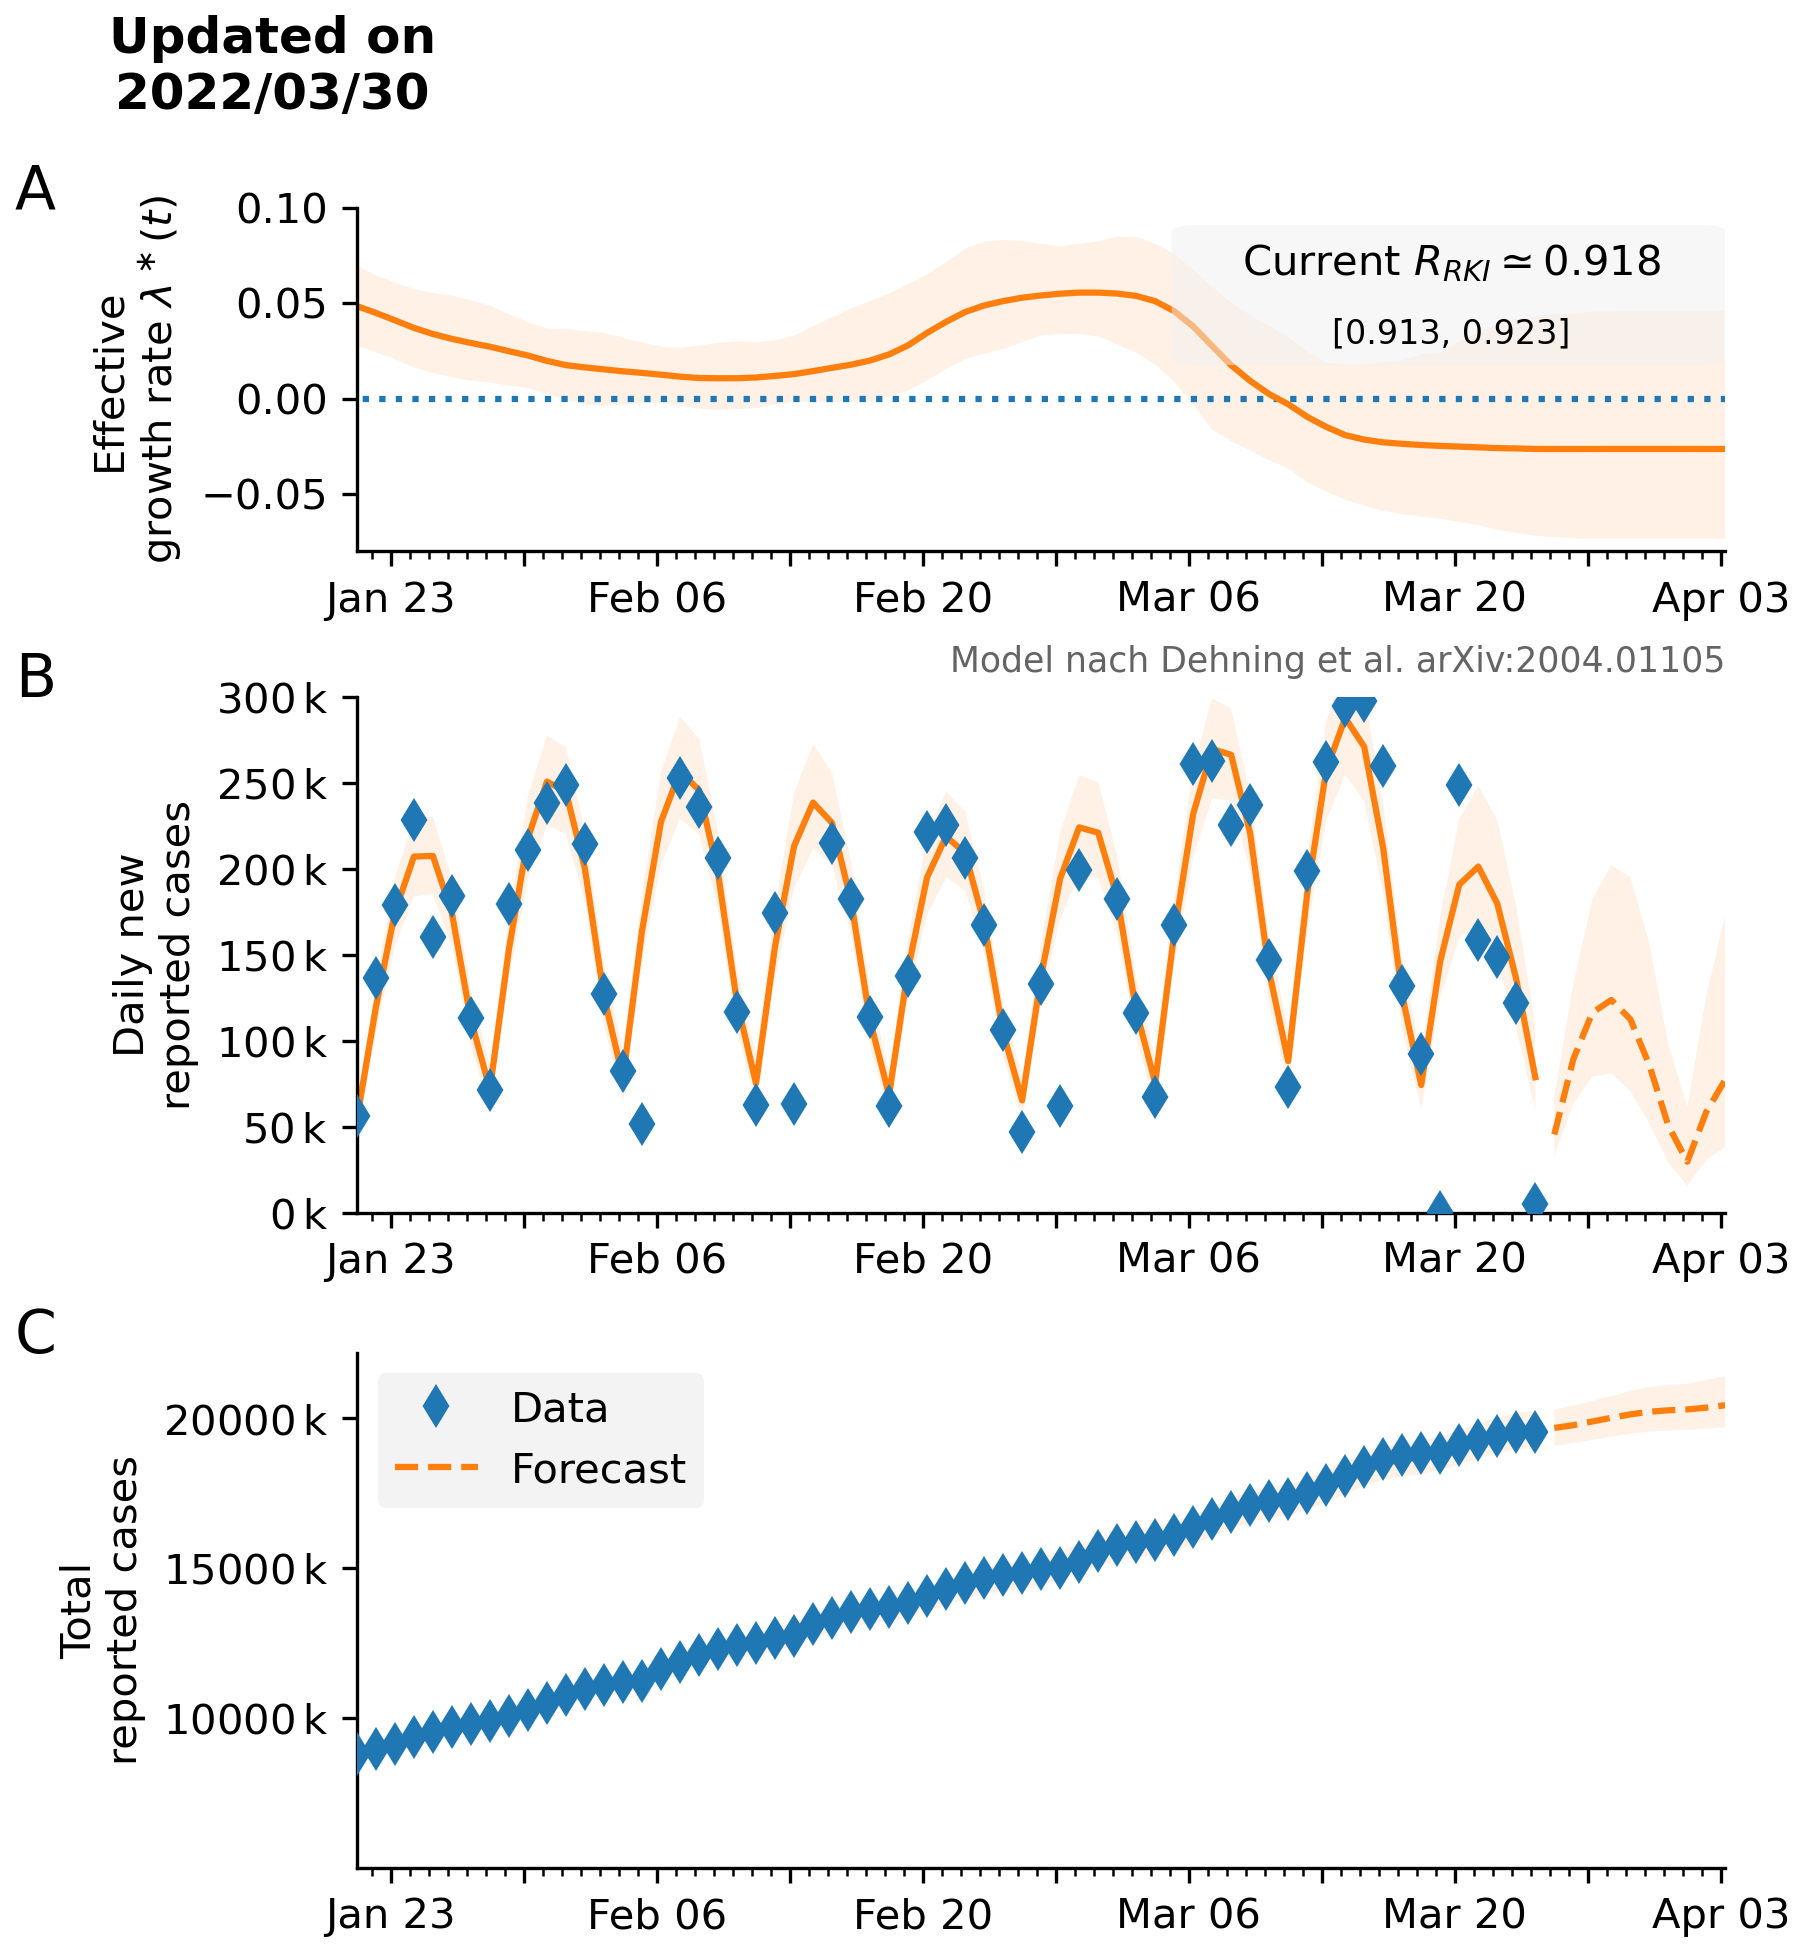 Updated on
2022/03/30
A
Effective
growth rate λ * (t)
0.10
0.05
0.00
−0.05
Current R_RKI ≃ 0.918
[0.913, 0.923]
Jan 23
Feb 06
Feb 20
Mar 06
Mar 20
Apr 03
Model nach Dehning et al. arXiv:2004.01105
B
Daily new
reported cases
300 k
250 k
200 k
150 k
100 k
50 k
0 k
Jan 23
Feb 06
Feb 20
Mar 06
Mar 20
Apr 03
C
Total
reported cases
20000 k
15000 k
10000 k
Data
Forecast
Jan 23
Feb 06
Feb 20
Mar 06
Mar 20
Apr 03